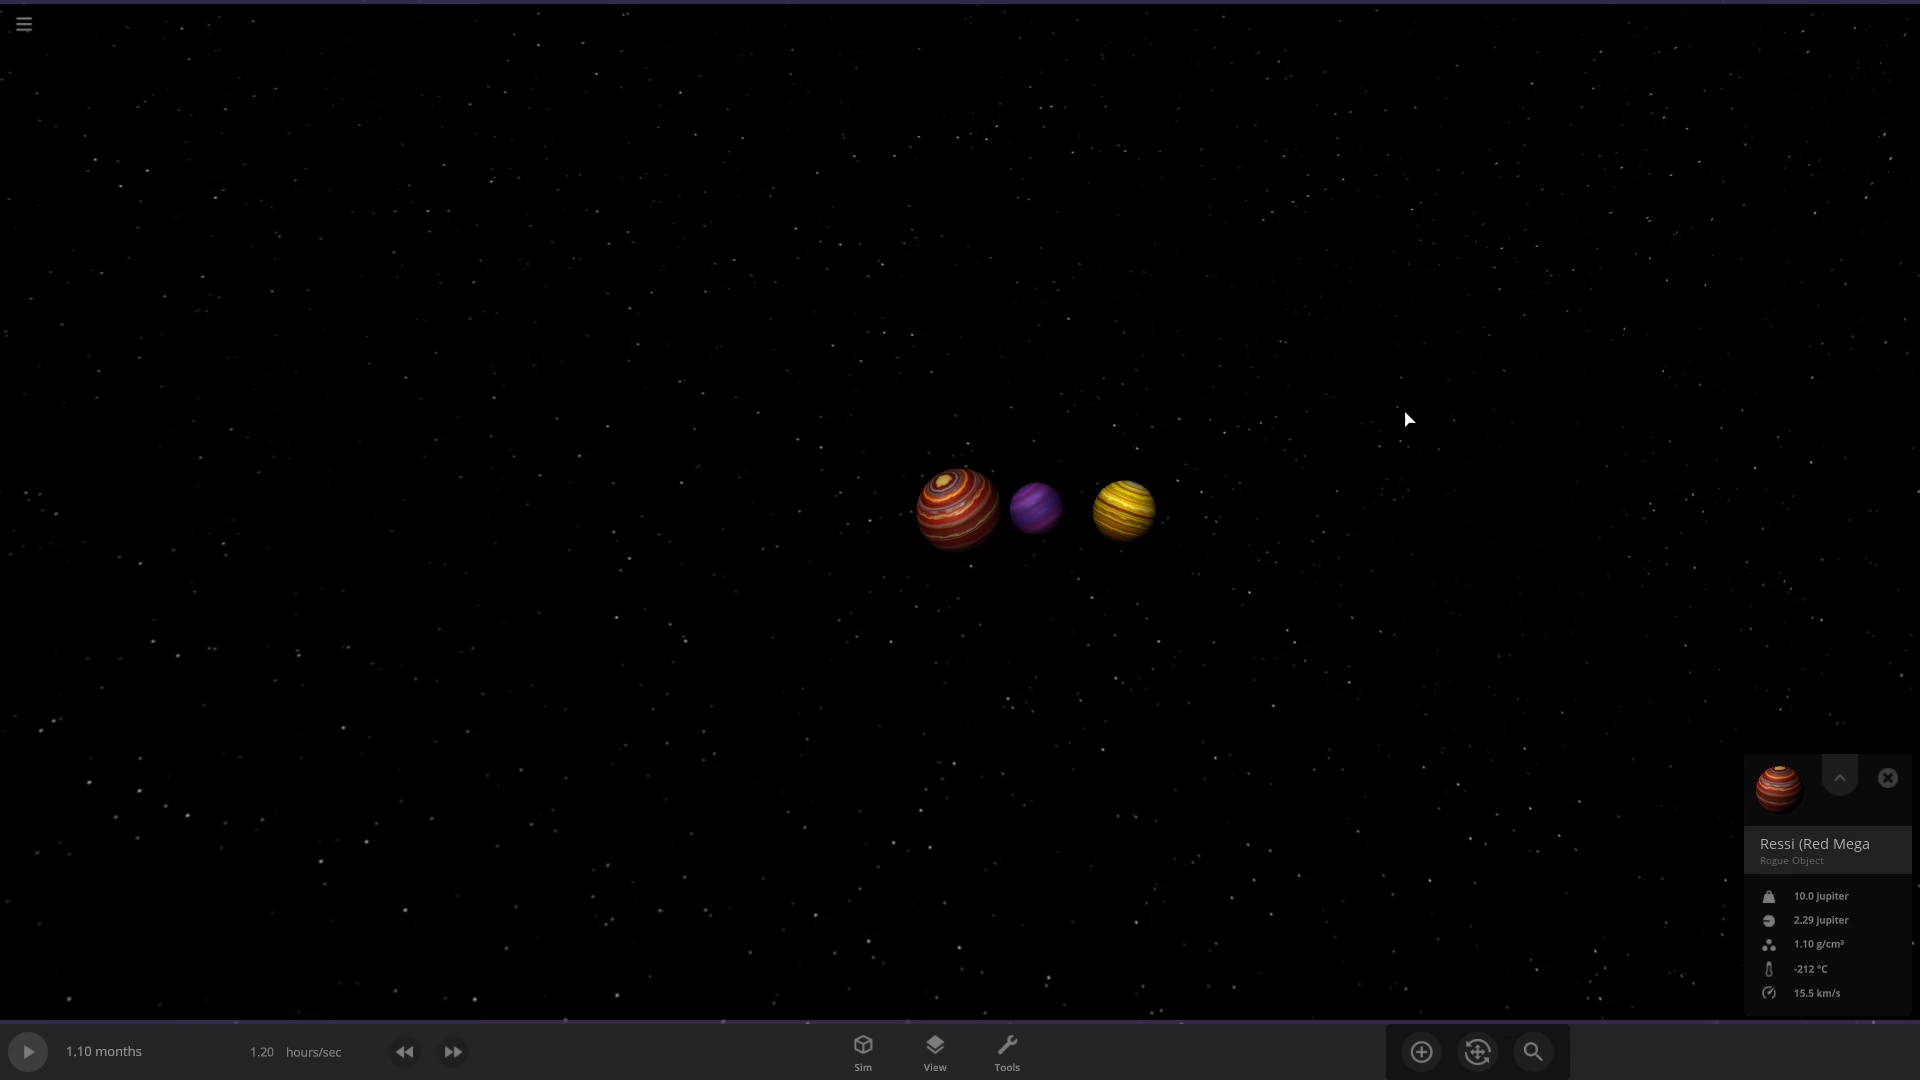 Ressi (Red Mega
Rogue Object
10.0 jupiter
2.29 jupiter
1.10 g/cm³
-212 °C
15.5 km/s
1.10 months
1.20 hours/sec
Sim
View
Tools